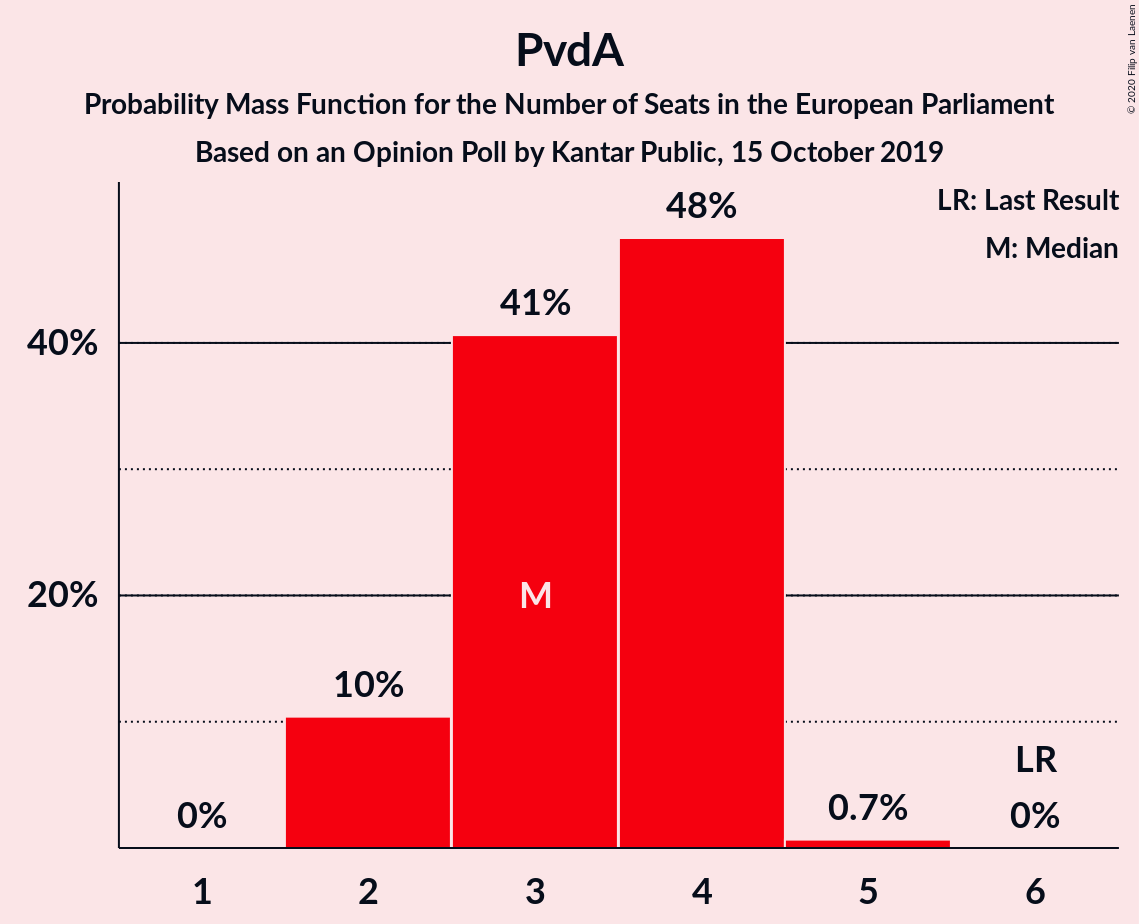 PvdA
Probability Mass Function for the Number of Seats in the European Parliament
Based on an Opinion Poll by Kantar Public, 15 October 2019
© 2020 Filip van Laenen
LR: Last Result
M: Median
48%
41%
40%
M
20%
10%
LR
0%
0.7%
0%
1 2 3 4 5 6